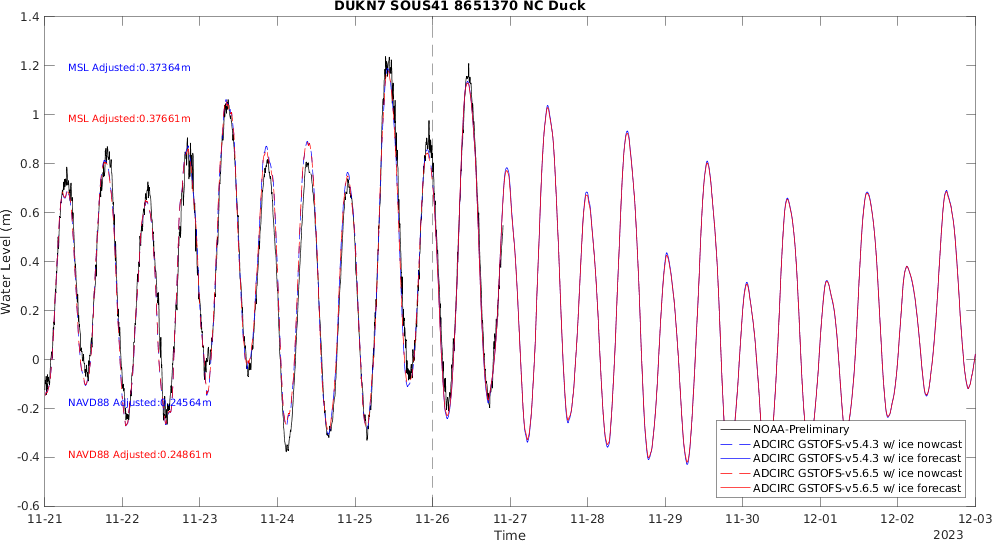 DUKN7 SOUS41 8651370 NC Duck
1.4
1.2
1
0.8
0.6
0.4
0.2
0
-0.2
-0.4
-0.6
Water Level (m)
MSL Adjusted:0.37364m
MSL Adjusted:0.37661m
NAVD88 Adjusted:0.24564m
NAVD88 Adjusted:0.24861m
NOAA-Preliminary
ADCIRC GSTOFS-v5.4.3 w/ ice nowcast
ADCIRC GSTOFS-v5.4.3 w/ ice forecast
ADCIRC GSTOFS-v5.6.5 w/ ice nowcast
ADCIRC GSTOFS-v5.6.5 w/ ice forecast
11-21 11-22 11-23 11-24 11-25 11-26 11-27 11-28 11-29 11-30 12-01 12-02 12-03
Time
2023